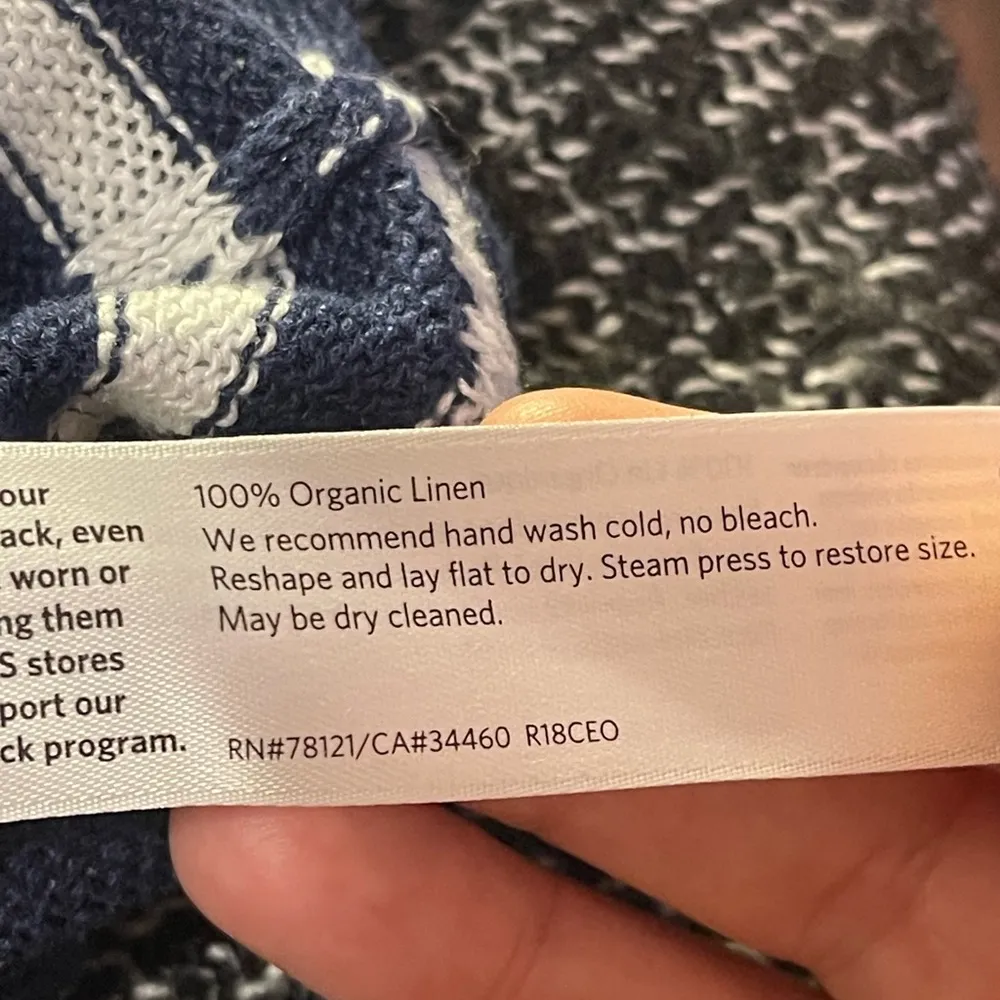 our
ack, even
worn or
ng them
S stores
port our
ck program.
100% Organic Linen
We recommend hand wash cold, no bleach.
Reshape and lay flat to dry. Steam press to restore size.
May be dry cleaned.
RN#78121/CA#34460 R18CEO